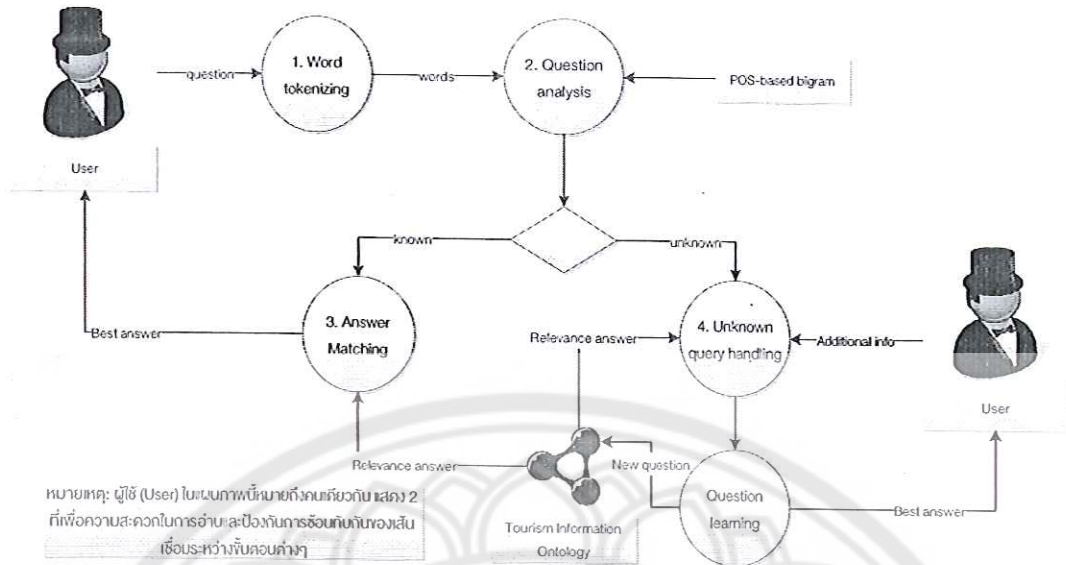 question
1. Word
tokenizing
words
2. Question
analysis
POS-based bigram
User
known
unknown
Best answer
3. Answer
Matching
Relevance answer
4. Unknown
query handling
Additional info
User
Relevance answer
New question
Question
learning
Best answer
Tourism Information
Ontology
หมายเหตุ: ผู้ใช้ (User) ในแผนภาพนี้หมายถึงคนเดียวกัน แสดง 2
ที่เพื่อความสะดวกในการอ่านและป้องกันการซ้อนทับกันของเส้น
เชื่อมระหว่างขั้นตอนต่างๆ